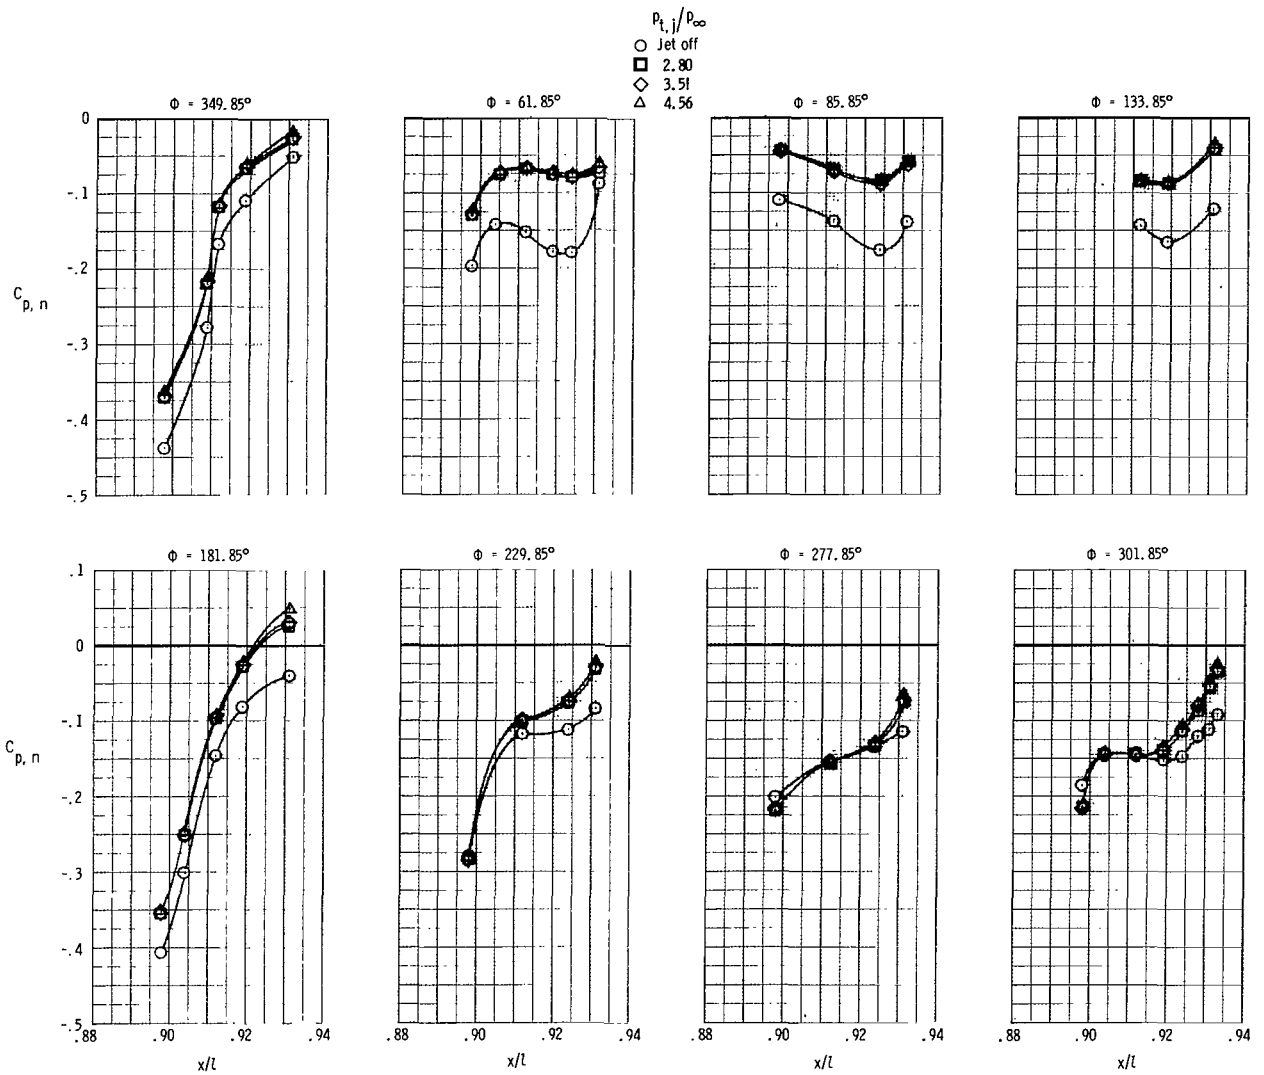 p_t,j/p_∞
Jet off
2.80
3.51
4.56
Φ = 349.85°
Φ = 61.85°
Φ = 85.85°
Φ = 133.85°
0
-.1
-.2
C_p, n
-.3
-.4
-.5
Φ = 181.85°
Φ = 229.85°
Φ = 277.85°
Φ = 301.85°
.1
0
-.1
C_p, n
-.2
-.3
-.4
-.5
.88 .90 .92 .94
.88 .90 .92 .94
.88 .90 .92 .94
.88 .90 .92 .94
x/l
x/l
x/l
x/l